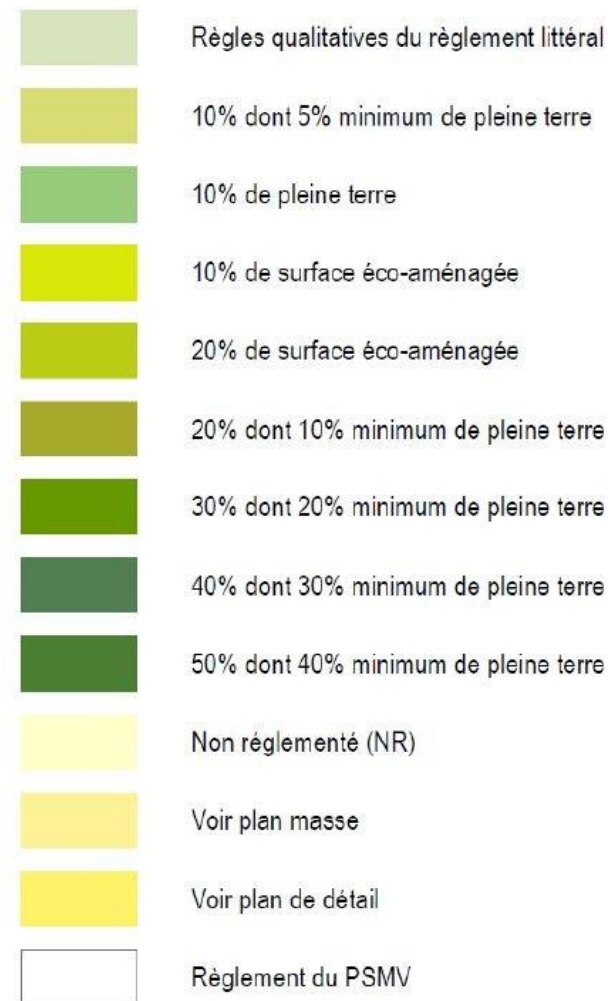 Règles qualitatives du règlement littéral
10% dont 5% minimum de pleine terre
10% de pleine terre
10% de surface éco-aménagée
20% de surface éco-aménagée
20% dont 10% minimum de pleine terre
30% dont 20% minimum de pleine terre
40% dont 30% minimum de pleine terre
50% dont 40% minimum de pleine terre
Non réglementé (NR)
Voir plan masse
Voir plan de détail
Règlement du PSMV